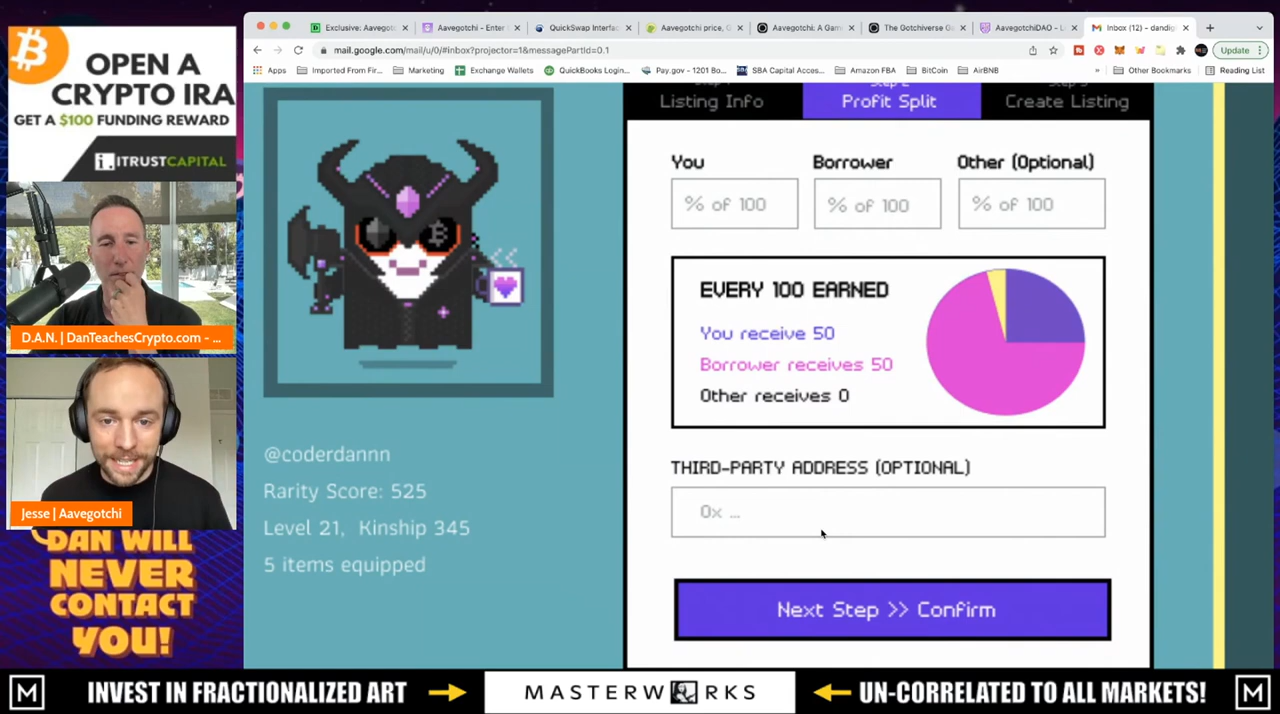 OPEN A
CRYPTO IRA
GET A $100 FUNDING REWARD
ITRUSTCAPITAL
D.A.N. | DanTeachesCrypto.com - ...
Jesse | Aavegotchi
DAN WILL
NEVER
CONTACT
YOU!
Exclusive: Aavegot
Aavegotchi - Enter
QuickSwap Interfac
Aavegotchi price, G
Aavegotchi: A Gam
The Gotchiverse Ga
AavegotchiDAO - L
Inbox (12) - dandig
mail.google.com/mail/u/0/#inbox?projector=1&messagePartId=0.1
Update
Apps
Imported From Fir...
Marketing
Exchange Wallets
QuickBooks Login...
Pay.gov - 1201 Bo...
SBA Capital Acces...
Amazon FBA
BitCoin
AirBNB
Other Bookmarks
Reading List
Listing Info
Step 2
Profit Split
Create Listing
You
Borrower
Other (Optional)
% of 100
% of 100
% of 100
EVERY 100 EARNED
You receive 50
Borrower receives 50
Other receives 0
@coderdannn
Rarity Score: 525
Level 21, Kinship 345
5 items equipped
THIRD-PARTY ADDRESS (OPTIONAL)
0x ...
Next Step >> Confirm
M
INVEST IN FRACTIONALIZED ART
MASTERWORKS
UN-CORRELATED TO ALL MARKETS!
M